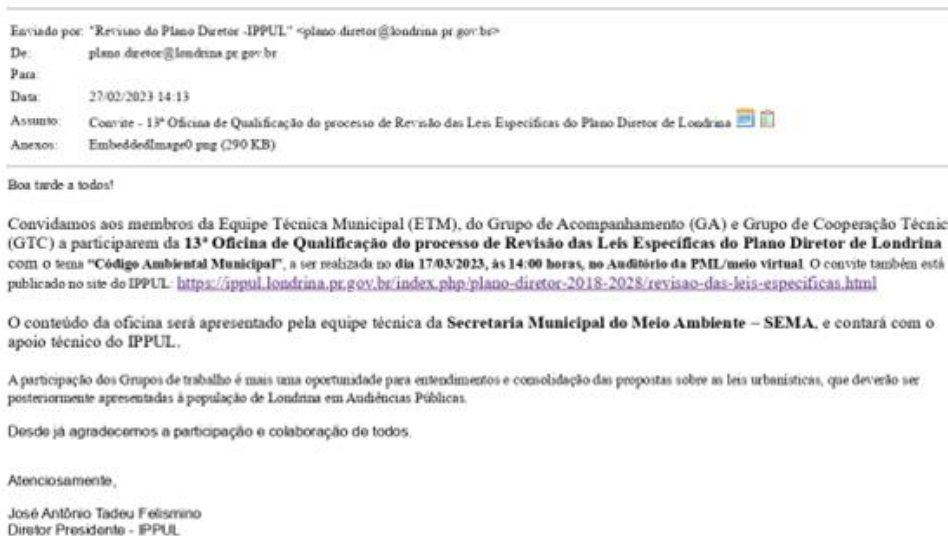 Enviado por: "Revisao do Plano Diretor -IPPUL" <plano.diretor@londrina.pr.gov.br>
De: plano.diretor@londrina.pr.gov.br
Para:
Data: 27/02/2023 14:13
Assunto: Convite - 13ª Oficina de Qualificação do processo de Revisão das Leis Específicas do Plano Diretor de Londrina
Anexos: EmbeddedImage0.png (290 KB)
Boa tarde a todos!
Convidamos aos membros da Equipe Técnica Municipal (ETM), do Grupo de Acompanhamento (GA) e Grupo de Cooperação Técnic
(GTC) a participarem da 13ª Oficina de Qualificação do processo de Revisão das Leis Específicas do Plano Diretor de Londrina
com o tema "Código Ambiental Municipal", a ser realizada no dia 17/03/2023, às 14:00 horas, no Auditório da PML/meio virtual. O convite também está
publicado no site do IPPUL: https://ippul.londrina.pr.gov.br/index.php/plano-diretor-2018-2028/revisao-das-leis-especificas.html
O conteúdo da oficina será apresentado pela equipe técnica da Secretaria Municipal do Meio Ambiente – SEMA, e contará com o
apoio técnico do IPPUL.
A participação dos Grupos de trabalho é mais uma oportunidade para entendimentos e consolidação das propostas sobre as leis urbanísticas, que deverão ser
posteriormente apresentadas à população de Londrina em Audiências Públicas.
Desde já agradecemos a participação e colaboração de todos.
Atenciosamente,
José Antônio Tadeu Felismino
Diretor Presidente - IPPUL